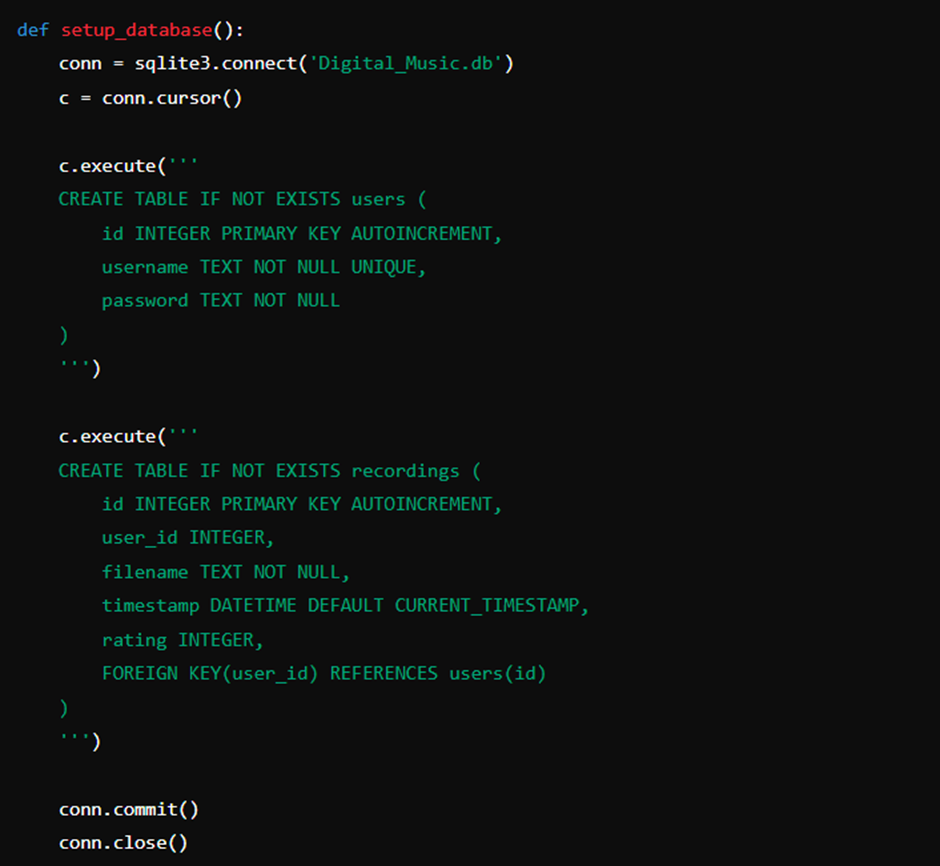 def setup_database():
    conn = sqlite3.connect('Digital_Music.db')
    c = conn.cursor()

    c.execute('''
    CREATE TABLE IF NOT EXISTS users (
        id INTEGER PRIMARY KEY AUTOINCREMENT,
        username TEXT NOT NULL UNIQUE,
        password TEXT NOT NULL
    )
    ''')

    c.execute('''
    CREATE TABLE IF NOT EXISTS recordings (
        id INTEGER PRIMARY KEY AUTOINCREMENT,
        user_id INTEGER,
        filename TEXT NOT NULL,
        timestamp DATETIME DEFAULT CURRENT_TIMESTAMP,
        rating INTEGER,
        FOREIGN KEY(user_id) REFERENCES users(id)
    )
    ''')

    conn.commit()
    conn.close()